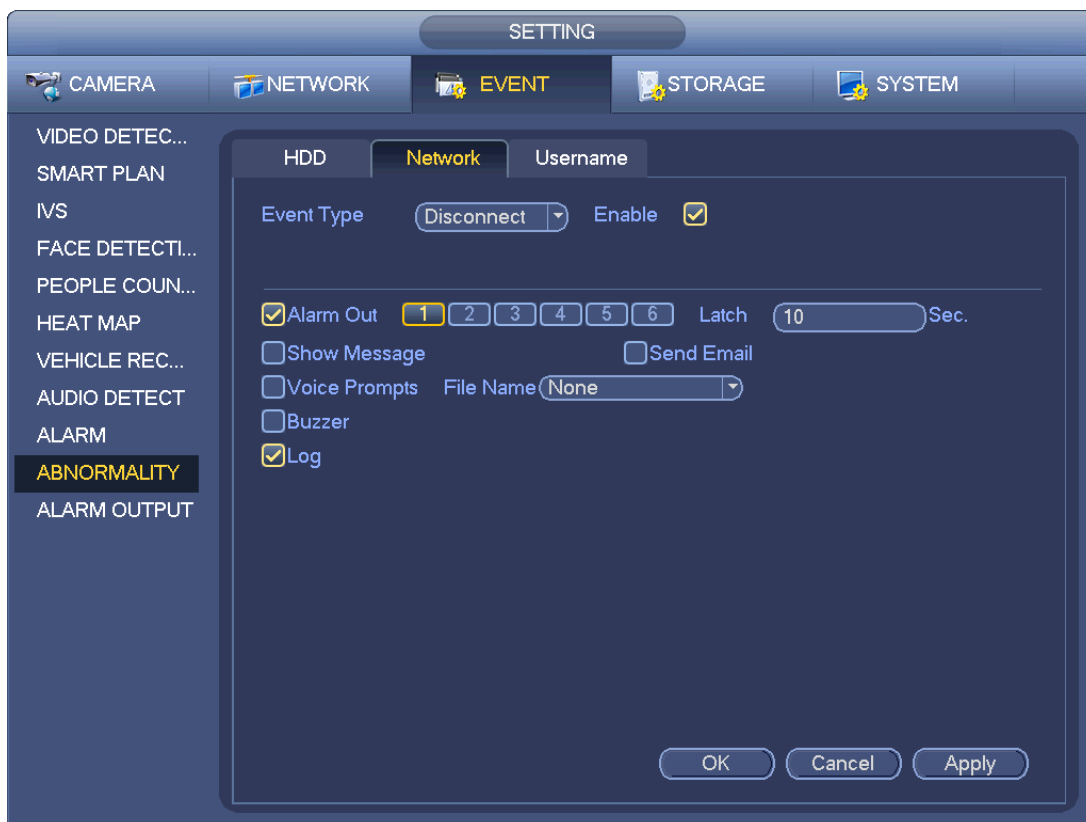 SETTING
CAMERA NETWORK EVENT STORAGE SYSTEM
VIDEO DETEC...
SMART PLAN
IVS
FACE DETECTI...
PEOPLE COUN...
HEAT MAP
VEHICLE REC...
AUDIO DETECT
ALARM
ABNORMALITY
ALARM OUTPUT
HDD Network Username
Event Type Disconnect Enable
Alarm Out 1 2 3 4 5 6 Latch 10 Sec.
Show Message Send Email
Voice Prompts File Name None
Buzzer
Log
OK Cancel Apply